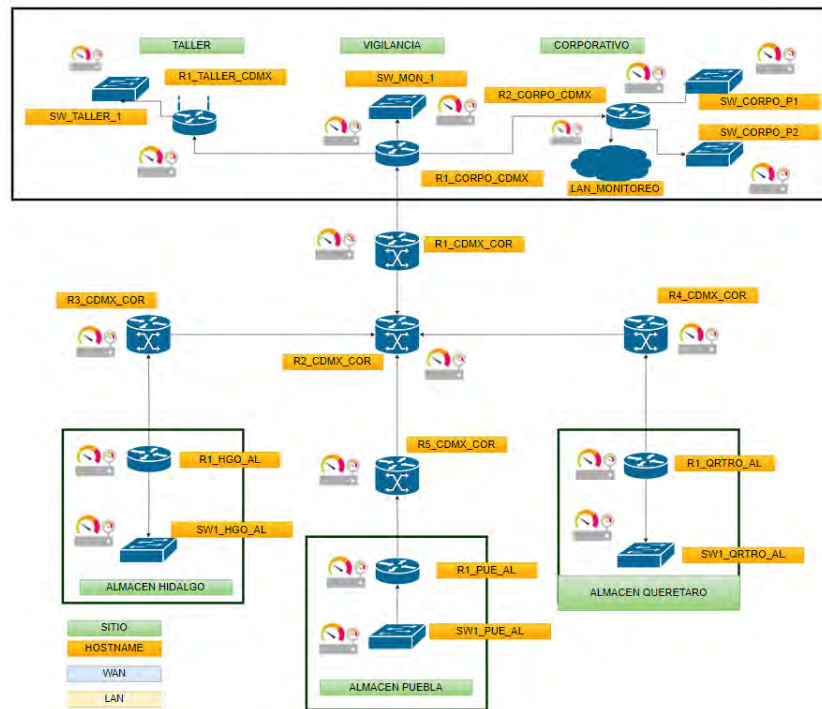 TALLER
VIGILANCIA
CORPORATIVO
R1_TALLER_CDMX
SW_MON_1
R2_CORPO_CDMX
SW_TALLER_1
SW_CORPO_P1
SW_CORPO_P2
R1_CORPO_CDMX
LAN_MONITOREO
R1_CDMX_COR
R3_CDMX_COR
R4_CDMX_COR
R2_CDMX_COR
R5_CDMX_COR
R1_HGO_AL
R1_QRTRO_AL
SW1_HGO_AL
SW1_QRTRO_AL
R1_PUE_AL
ALMACEN HIDALGO
ALMACEN QUERETARO
SITIO
SW1_PUE_AL
HOSTNAME
WAN
ALMACEN PUEBLA
LAN